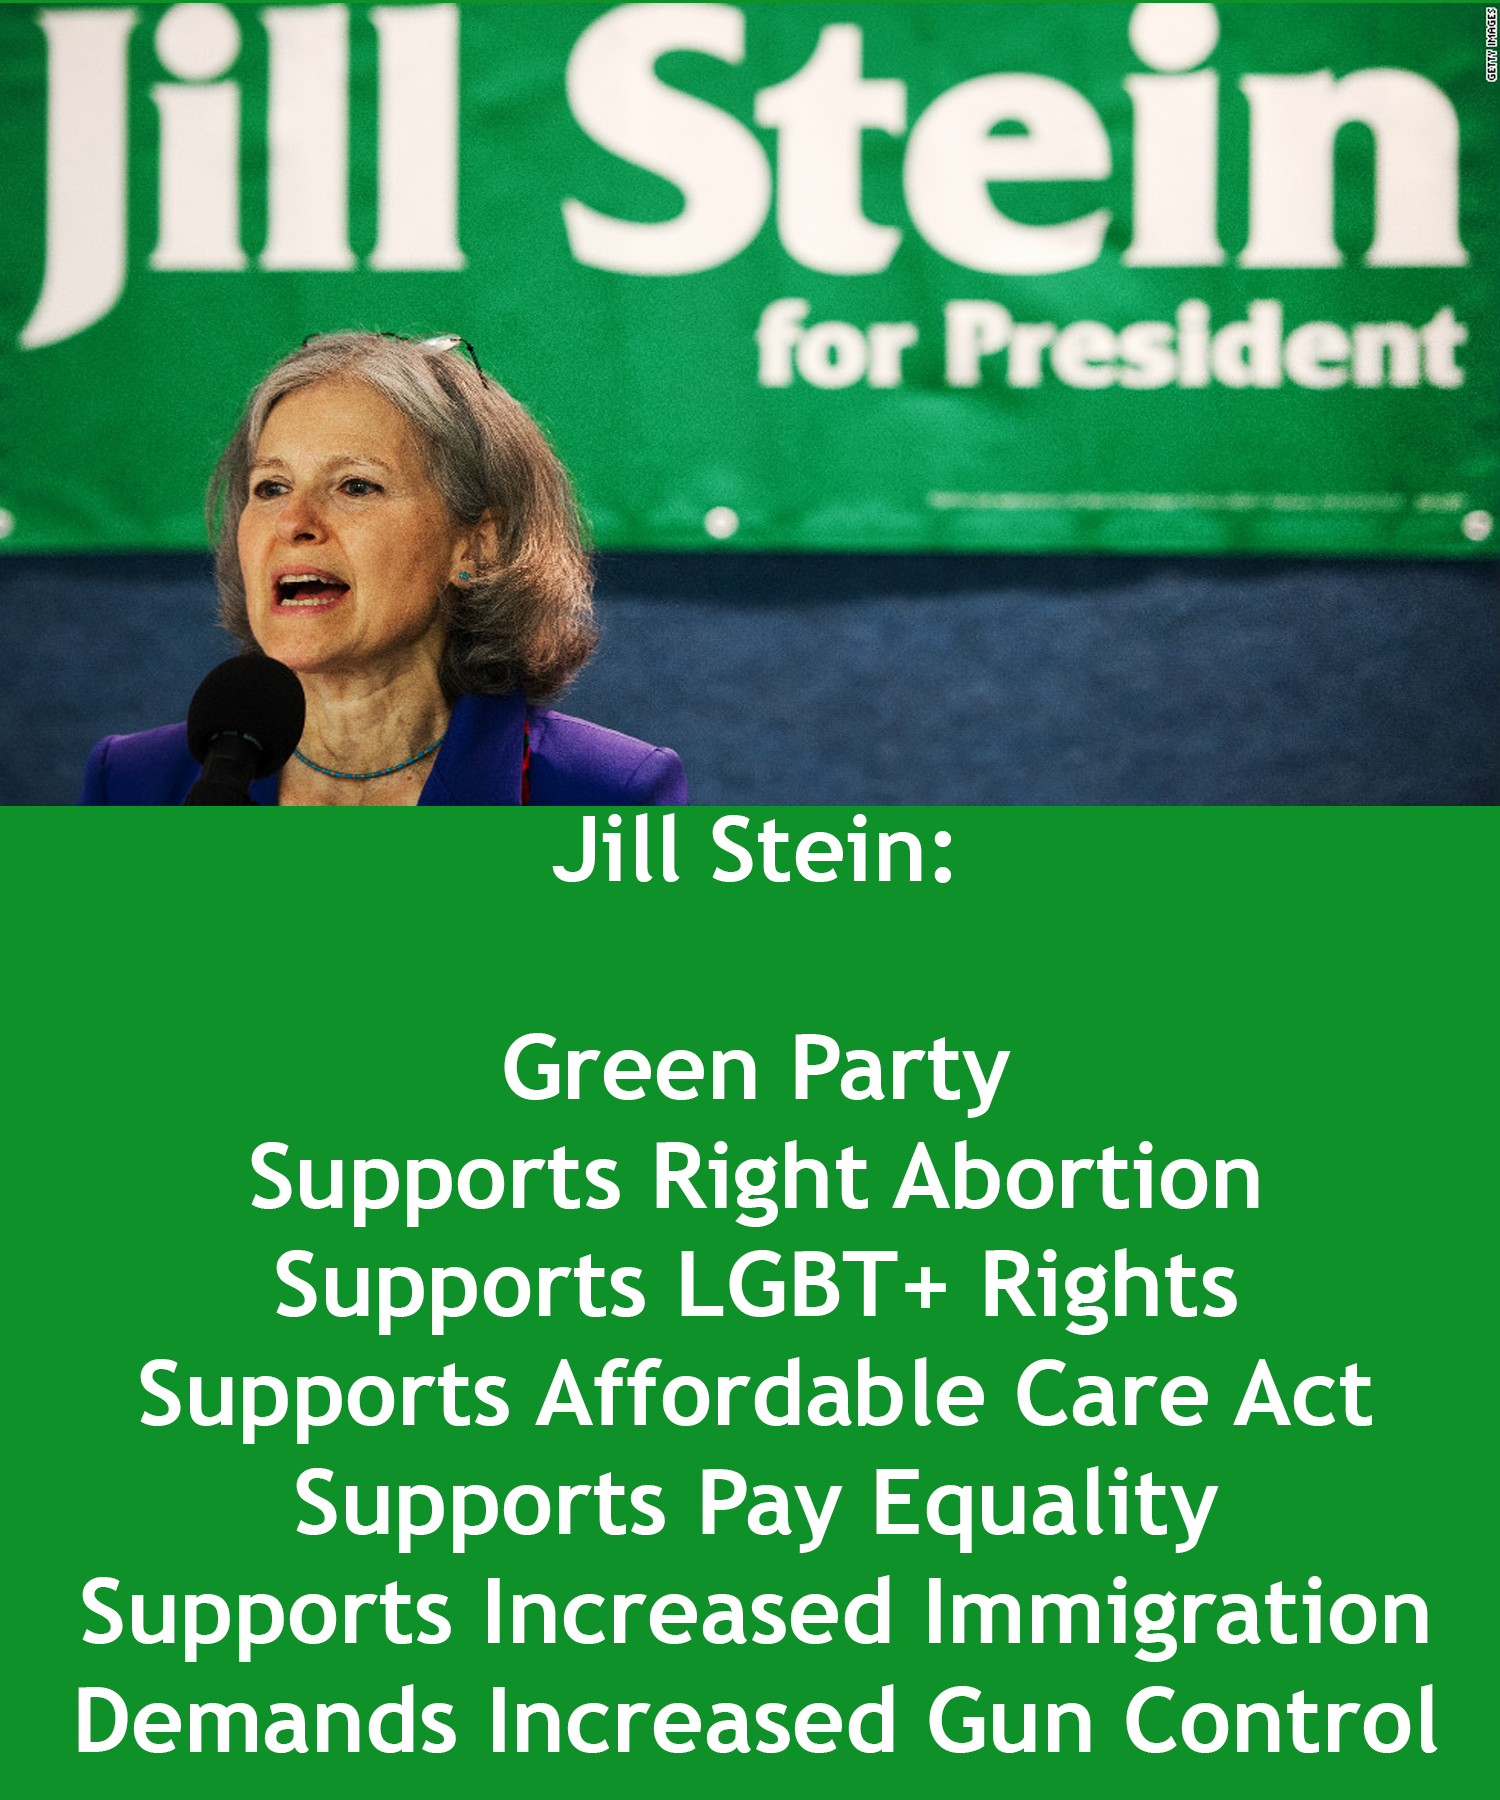 GETTY IMAGES
Jill Stein
for President
Jill Stein:
Green Party
Supports Right Abortion
Supports LGBT+ Rights
Supports Affordable Care Act
Supports Pay Equality
Supports Increased Immigration
Demands Increased Gun Control